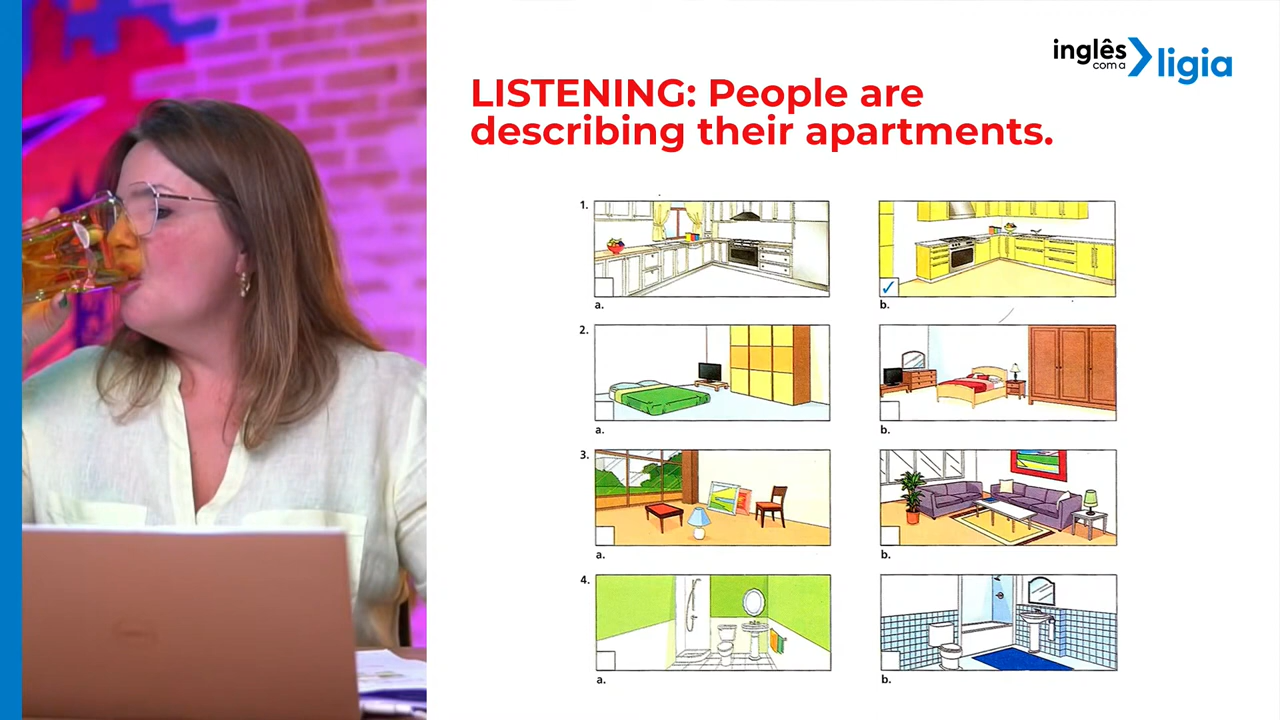 inglês
com a
ligia
LISTENING: People are
describing their apartments.
1.
a.
b.
2.
a.
b.
3.
a.
b.
4.
a.
b.